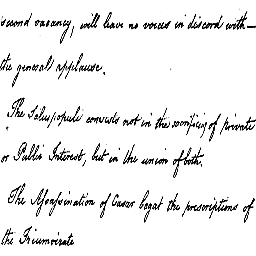 second vacancy, will leave no voices in discord with—
the general applause.
"The Salus populi consists not in the sacrificing of private
or Public Interest, but in the union of both.
The Assassination of Caesar begat the proscriptions of
the Triumvirate